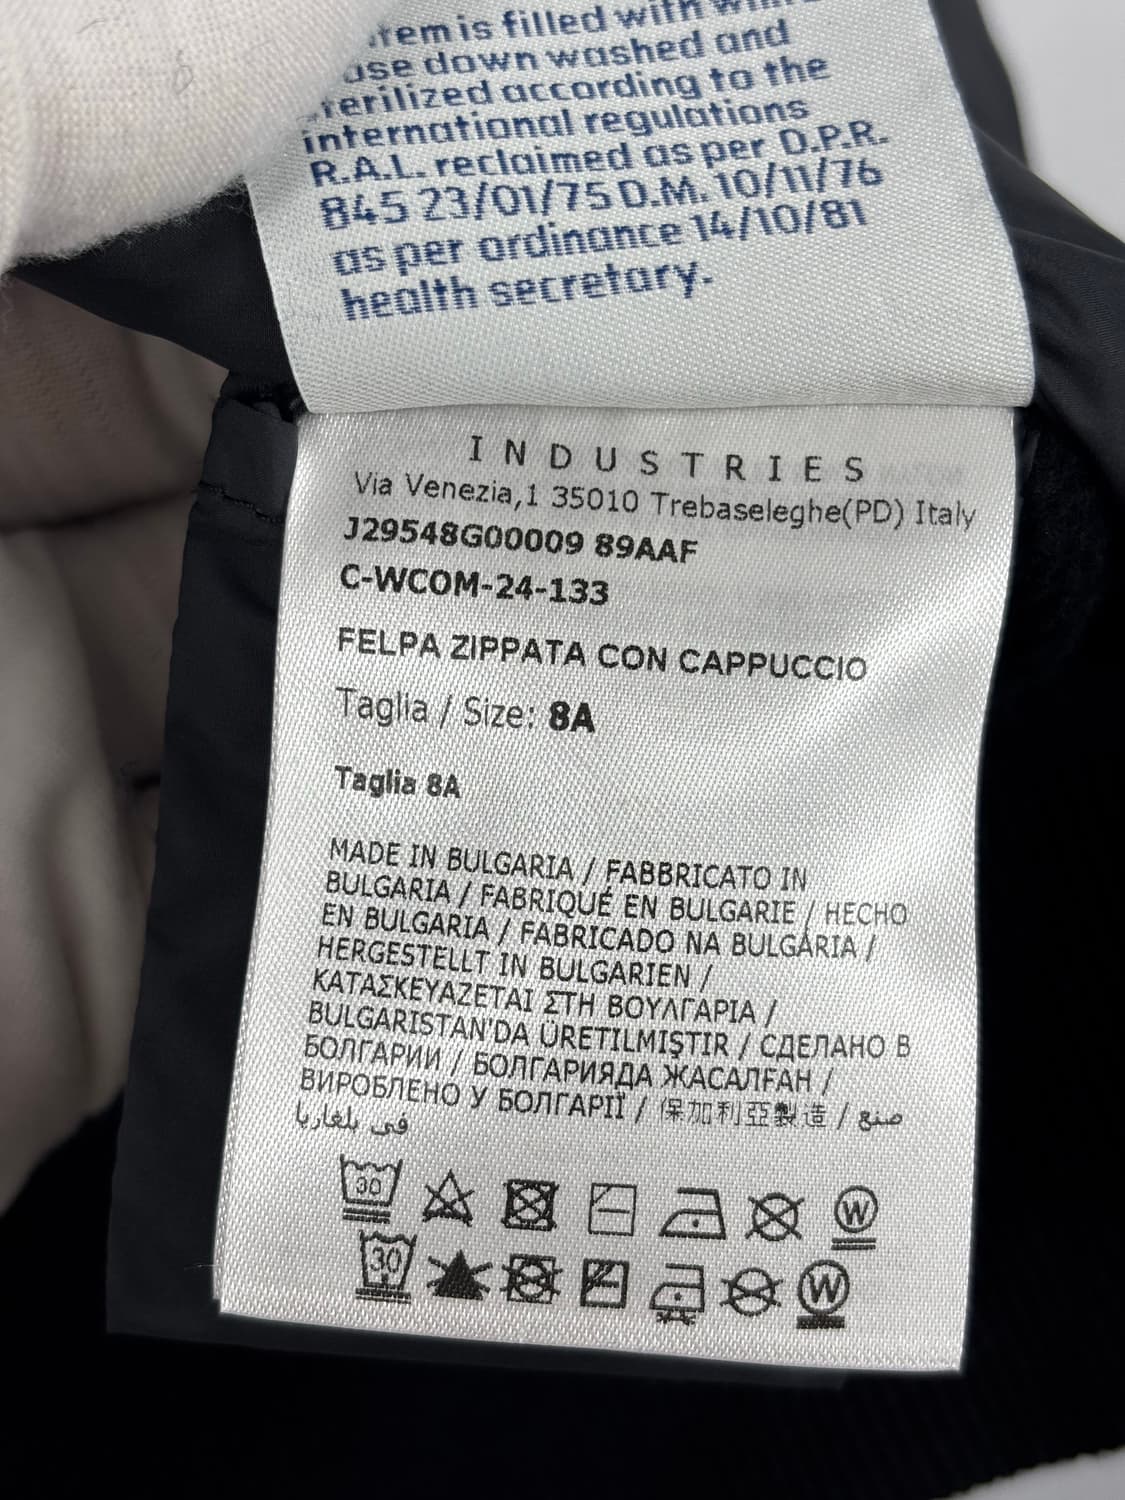 is filled with
down washed and
according to the
international regulations
R.A.L. reclaimed as per D.P.R.
845 23/01/75 D.M. 10/11/76
as per ordinance 14/10/81
health secretary.
INDUSTRIES
Via Venezia,1 35010 Trebaseleghe(PD) Italy
J29548G00009 89AAF
C-WCOM-24-133
FELPA ZIPPATA CON CAPPUCCIO
Taglia / Size: 8A
Taglia 8A
MADE IN BULGARIA / FABBRICATO IN
BULGARIA / FABRIQUÉ EN BULGARIE / HECHO
EN BULGARIA / FABRICADO NA BULGÁRIA /
HERGESTELLT IN BULGARIEN /
ΚΑΤΑΣΚΕΥΑΖΕΤΑΙ ΣΤΗ ΒΟΥΛΓΑΡΙΑ /
BULGARISTAN'DA ÜRETILMIŞTIR / СДЕЛАНО В
БОЛГАРИИ / БОЛГАРИЯДА ЖАСАЛҒАН /
ВИРОБЛЕНО У БОЛГАРІЇ / 保加利亞製造 / صنع
في بلغاريا
30 W
30 W